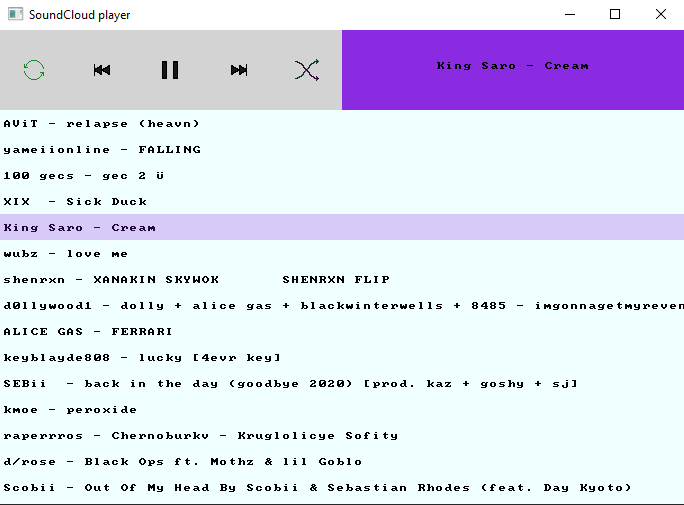 SoundCloud player
King Saro - Cream
AViT - relapse (heavn)
yameiionline - FALLING
100 gecs - gec 2 ü
XIX  - Sick Duck
King Saro - Cream
wubz - love me
shenrxn - XANAKIN SKYWOK       SHENRXN FLIP
d0llywood1 - dolly + alice gas + blackwinterwells + 8485 - imgonnagetmyreven
ALICE GAS - FERRARI
keyblayde808 - lucky [4evr key]
SEBii  - back in the day (goodbye 2020) [prod. kaz + goshy + sj]
kmoe - peroxide
raperrros - Chernoburkv - Kruglolicye Sofity
d/rose - Black Ops ft. Mothz & lil Goblo
Scobii - Out Of My Head By Scobii & Sebastian Rhodes (feat. Day Kyoto)